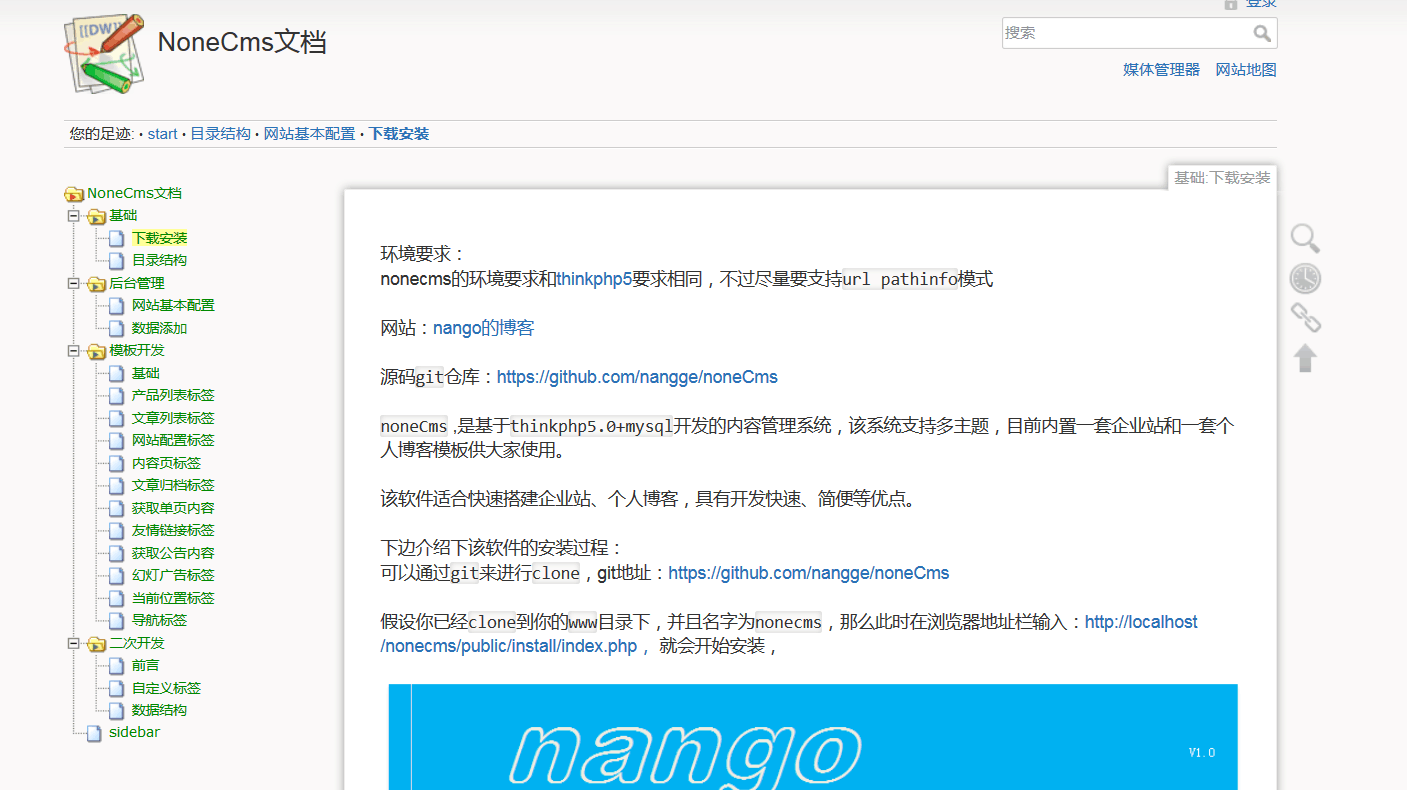 登录
[[DW]]
NoneCms文档
搜索
媒体管理器 网站地图
您的足迹: • start • 目录结构 • 网站基本配置 • 下载安装
基础:下载安装
NoneCms文档
基础
下载安装
目录结构
后台管理
网站基本配置
数据添加
模板开发
基础
产品列表标签
文章列表标签
网站配置标签
内容页标签
文章归档标签
获取单页内容
友情链接标签
获取公告内容
幻灯广告标签
当前位置标签
导航标签
二次开发
前言
自定义标签
数据结构
sidebar
环境要求：
nonecms的环境要求和thinkphp5要求相同，不过尽量要支持url pathinfo模式
网站：nango的博客
源码git仓库：https://github.com/nangge/noneCms
noneCms ,是基于thinkphp5.0+mysql开发的内容管理系统，该系统支持多主题，目前内置一套企业站和一套个
人博客模板供大家使用。
该软件适合快速搭建企业站、个人博客，具有开发快速、简便等优点。
下边介绍下该软件的安装过程：
可以通过git来进行clone，git地址：https://github.com/nangge/noneCms
假设你已经clone到你的www目录下，并且名字为nonecms，那么此时在浏览器地址栏输入：http://localhost
/nonecms/public/install/index.php， 就会开始安装，
nango
V1.0